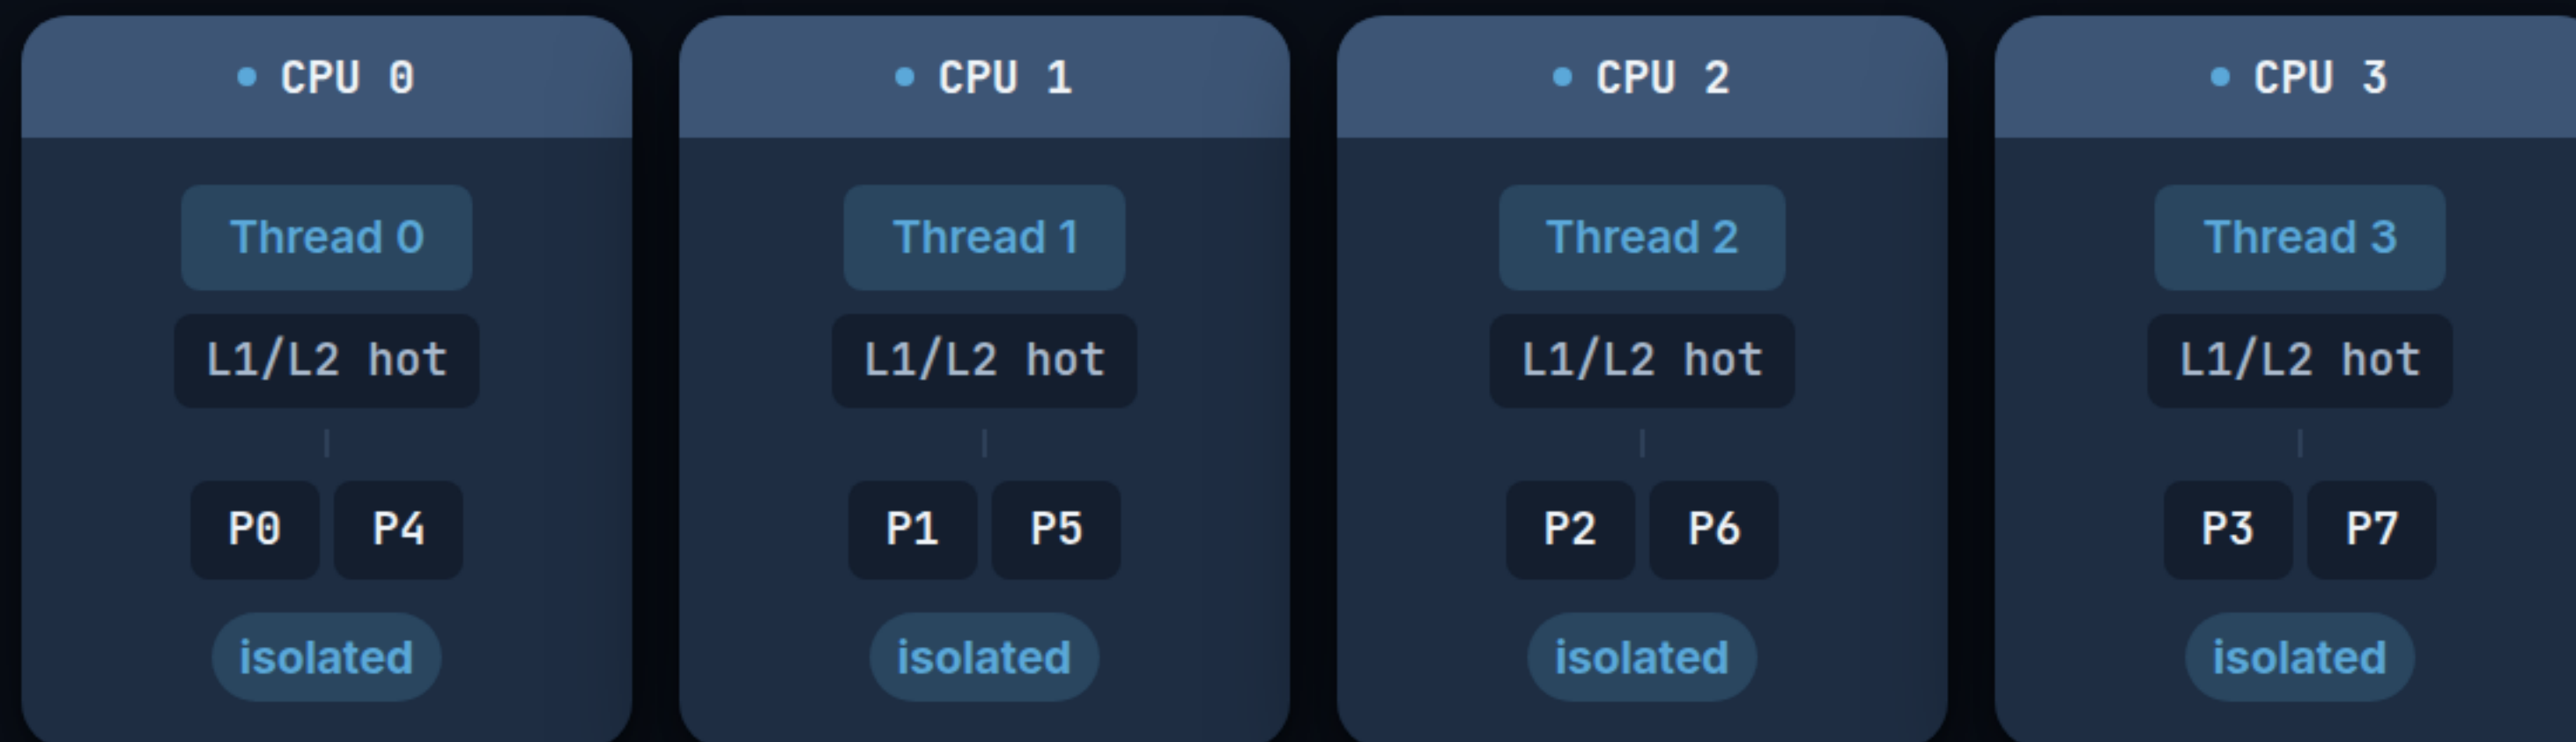 CPU 0
Thread 0
L1/L2 hot
P0 P4
isolated
CPU 1
Thread 1
L1/L2 hot
P1 P5
isolated
CPU 2
Thread 2
L1/L2 hot
P2 P6
isolated
CPU 3
Thread 3
L1/L2 hot
P3 P7
isolated